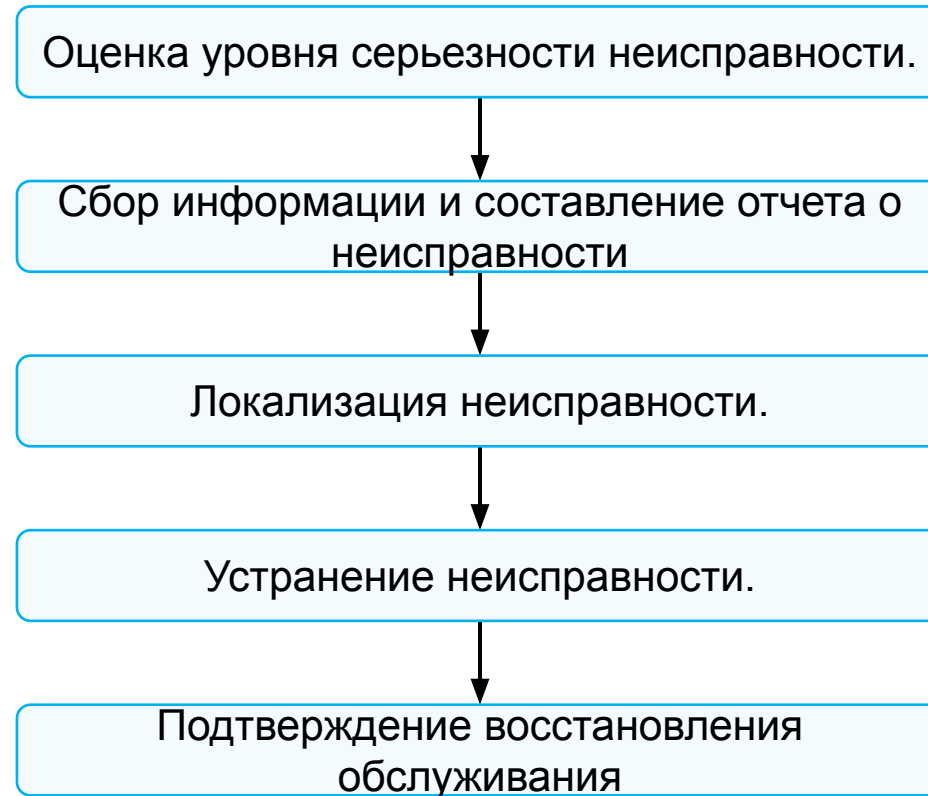 Оценка уровня серьезности неисправности.
Сбор информации и составление отчета о
неисправности
Локализация неисправности.
Устранение неисправности.
Подтверждение восстановления
обслуживания